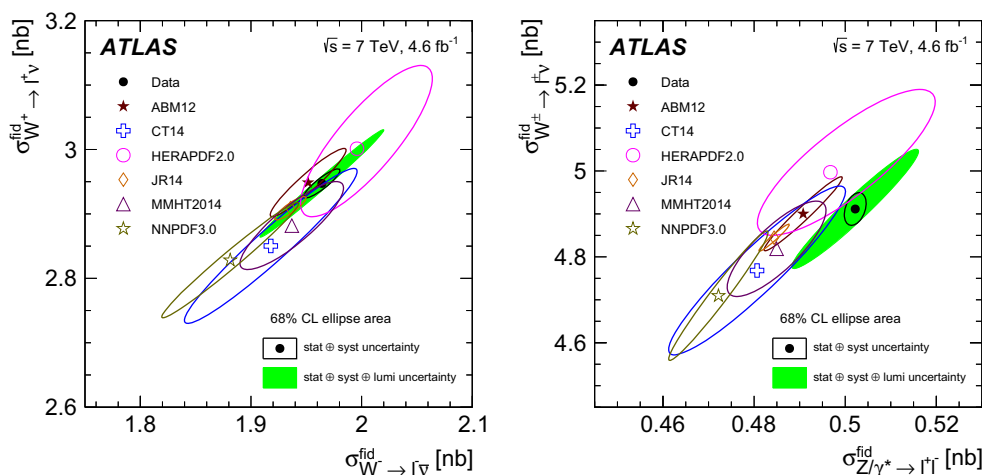 σ^fid_W⁺ → l⁺ν [nb]
ATLAS
√s = 7 TeV, 4.6 fb⁻¹
Data
ABM12
CT14
HERAPDF2.0
JR14
MMHT2014
NNPDF3.0
68% CL ellipse area
stat ⊕ syst uncertainty
stat ⊕ syst ⊕ lumi uncertainty
3.2
3
2.8
2.6
1.8
1.9
2
2.1
σ^fid_W⁻ → l⁻ν̅ [nb]
σ^fid_W^± → l^±ν [nb]
ATLAS
√s = 7 TeV, 4.6 fb⁻¹
Data
ABM12
CT14
HERAPDF2.0
JR14
MMHT2014
NNPDF3.0
68% CL ellipse area
stat ⊕ syst uncertainty
stat ⊕ syst ⊕ lumi uncertainty
5.2
5
4.8
4.6
0.46
0.48
0.5
0.52
σ^fid_Z/γ* → l⁺l⁻ [nb]